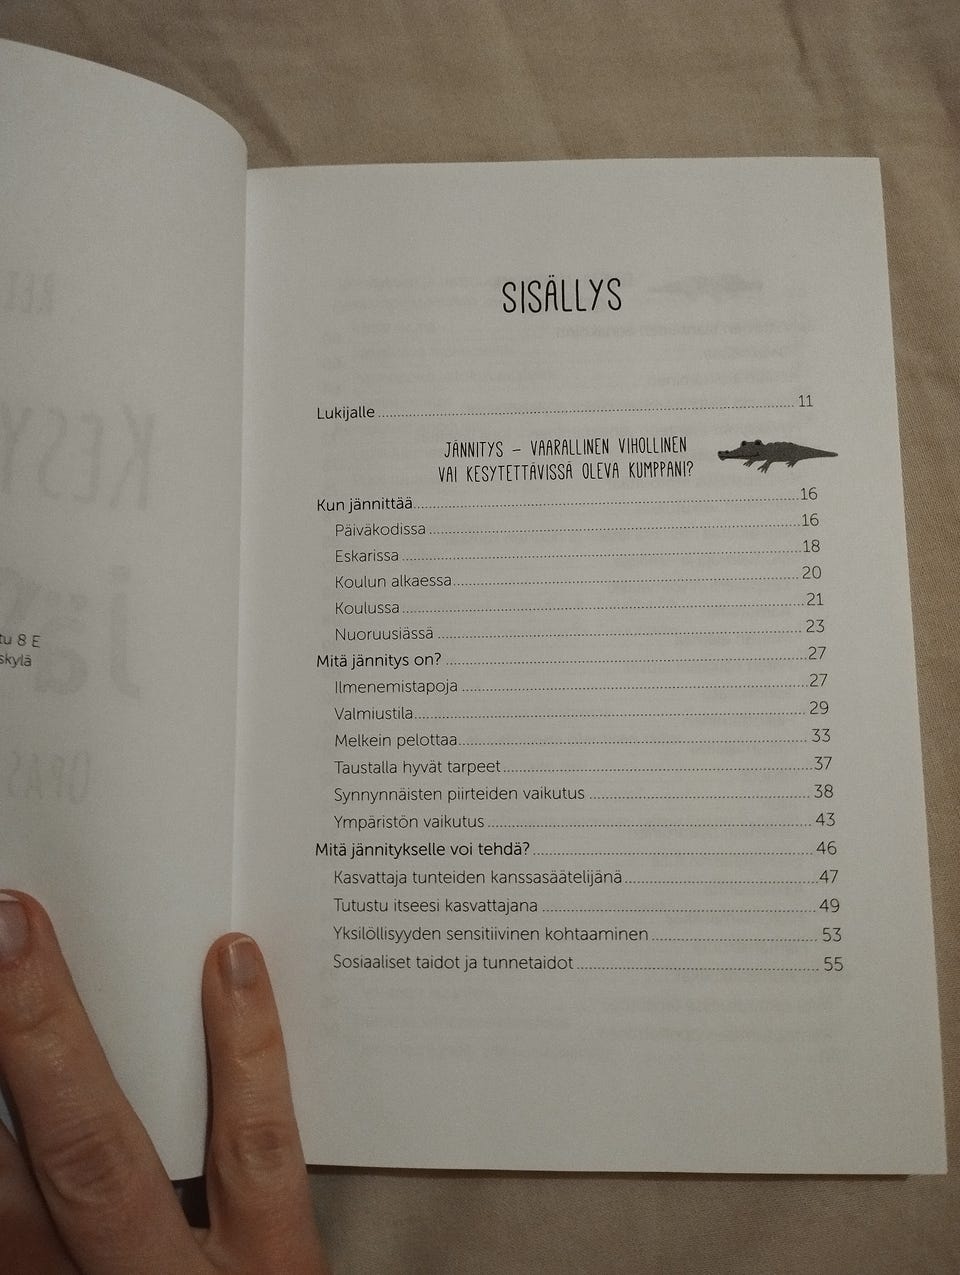 tu 8 E
skylä
SISÄLLYS
Lukijalle 11
JÄNNITYS – VAARALLINEN VIHOLLINEN
VAI KESYTETTÄVISSÄ OLEVA KUMPPANI?
Kun jännittää 16
Päiväkodissa 16
Eskarissa 18
Koulun alkaessa 20
Koulussa 21
Nuoruusiässä 23
Mitä jännitys on? 27
Ilmenemistapoja 27
Valmiustila 29
Melkein pelottaa 33
Taustalla hyvät tarpeet 37
Synnynnäisten piirteiden vaikutus 38
Ympäristön vaikutus 43
Mitä jännitykselle voi tehdä? 46
Kasvattaja tunteiden kanssasäätelijänä 47
Tutustu itseesi kasvattajana 49
Yksilöllisyyden sensitiivinen kohtaaminen 53
Sosiaaliset taidot ja tunnetaidot 55